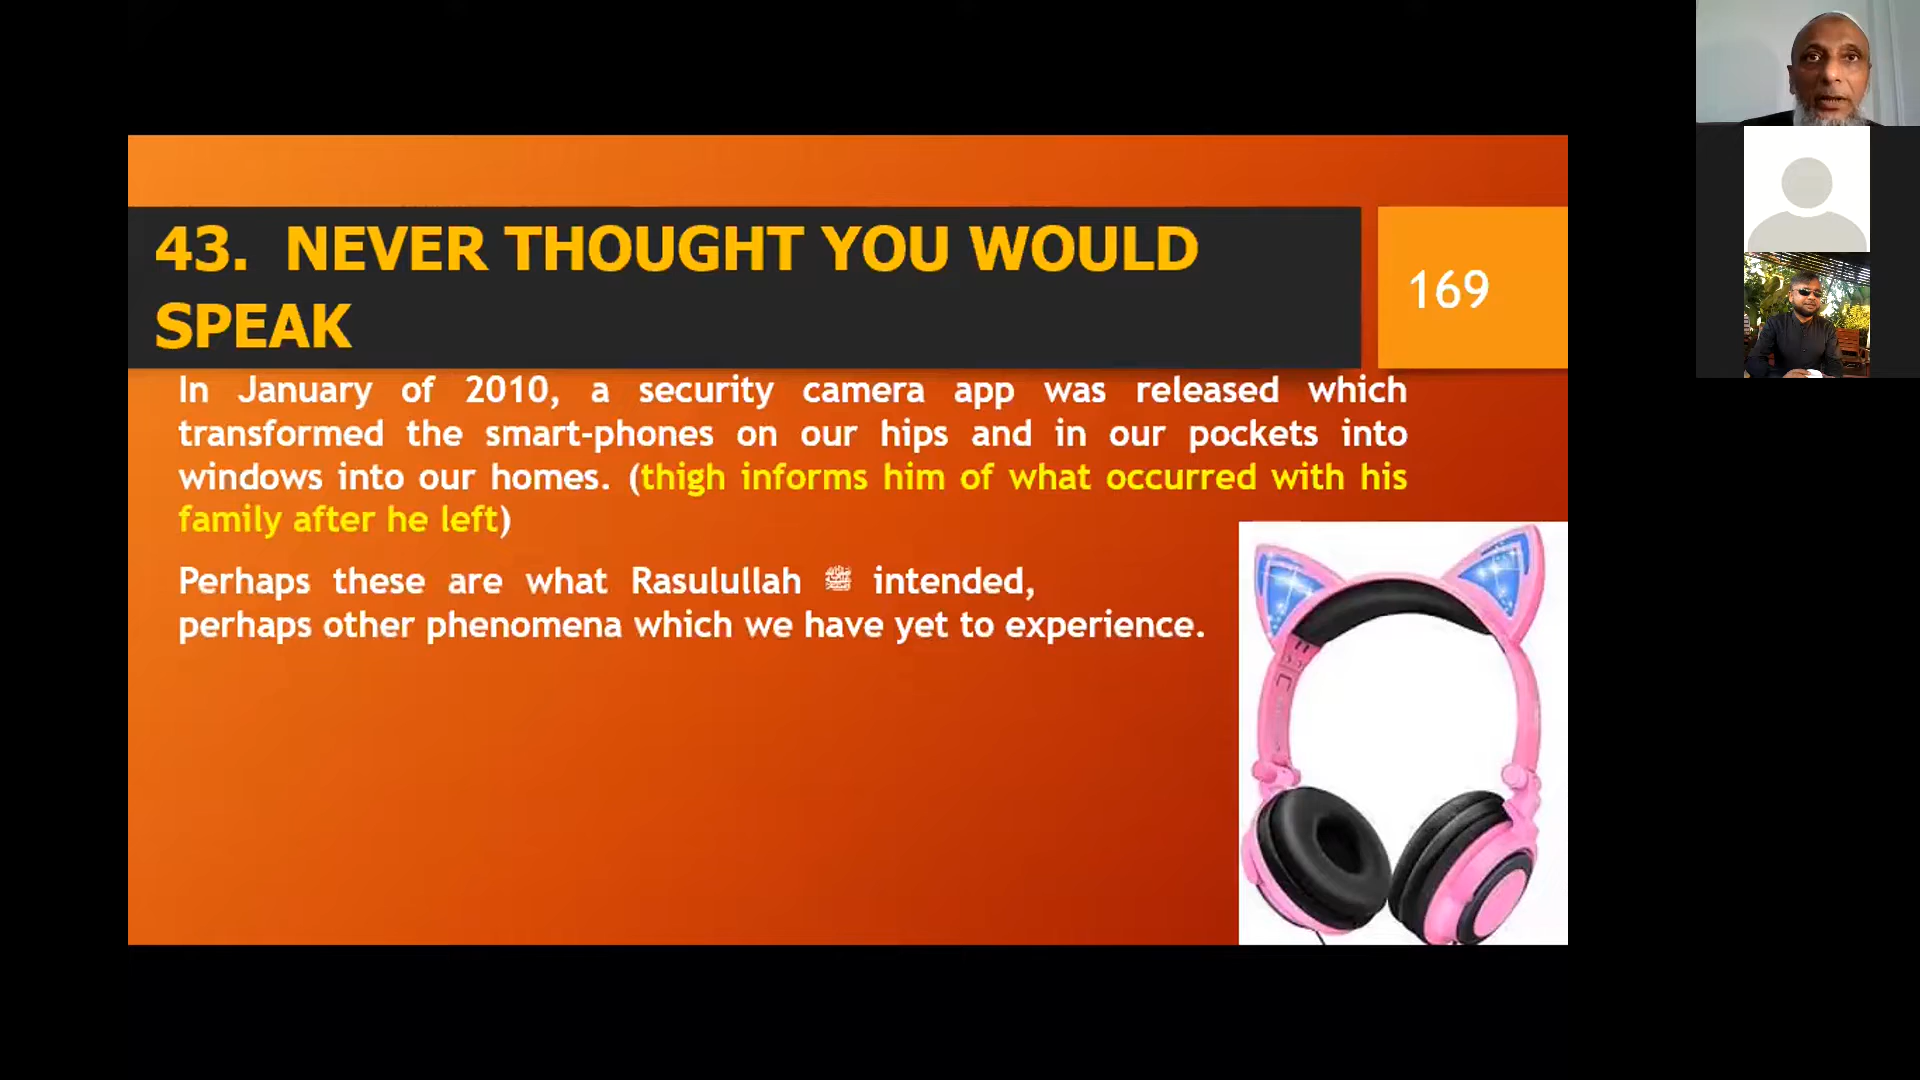 43. NEVER THOUGHT YOU WOULD
SPEAK
169
In January of 2010, a security camera app was released which
transformed the smart-phones on our hips and in our pockets into
windows into our homes. (thigh informs him of what occurred with his
family after he left)
Perhaps these are what Rasulullah ﷺ intended,
perhaps other phenomena which we have yet to experience.